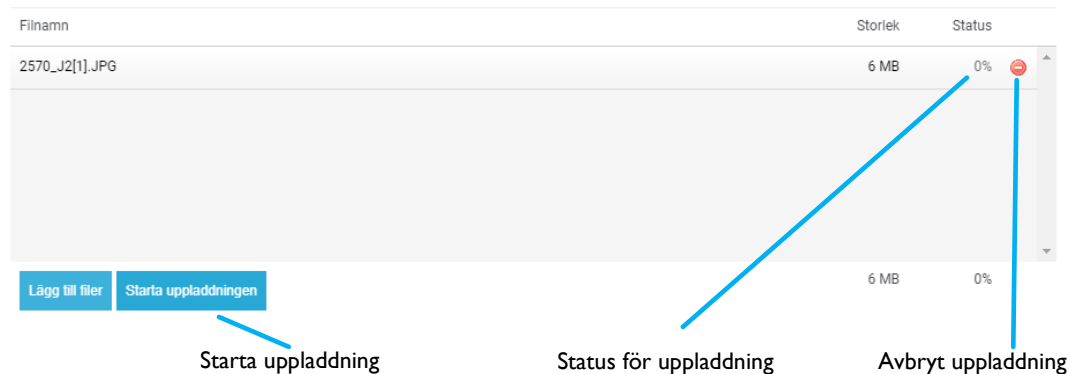 Filnamn Storlek Status
2570_J2[1].JPG 6 MB 0%
Lägg till filer Starta uppladdningen 6 MB 0%
Starta uppladdning Status för uppladdning Avbryt uppladdning